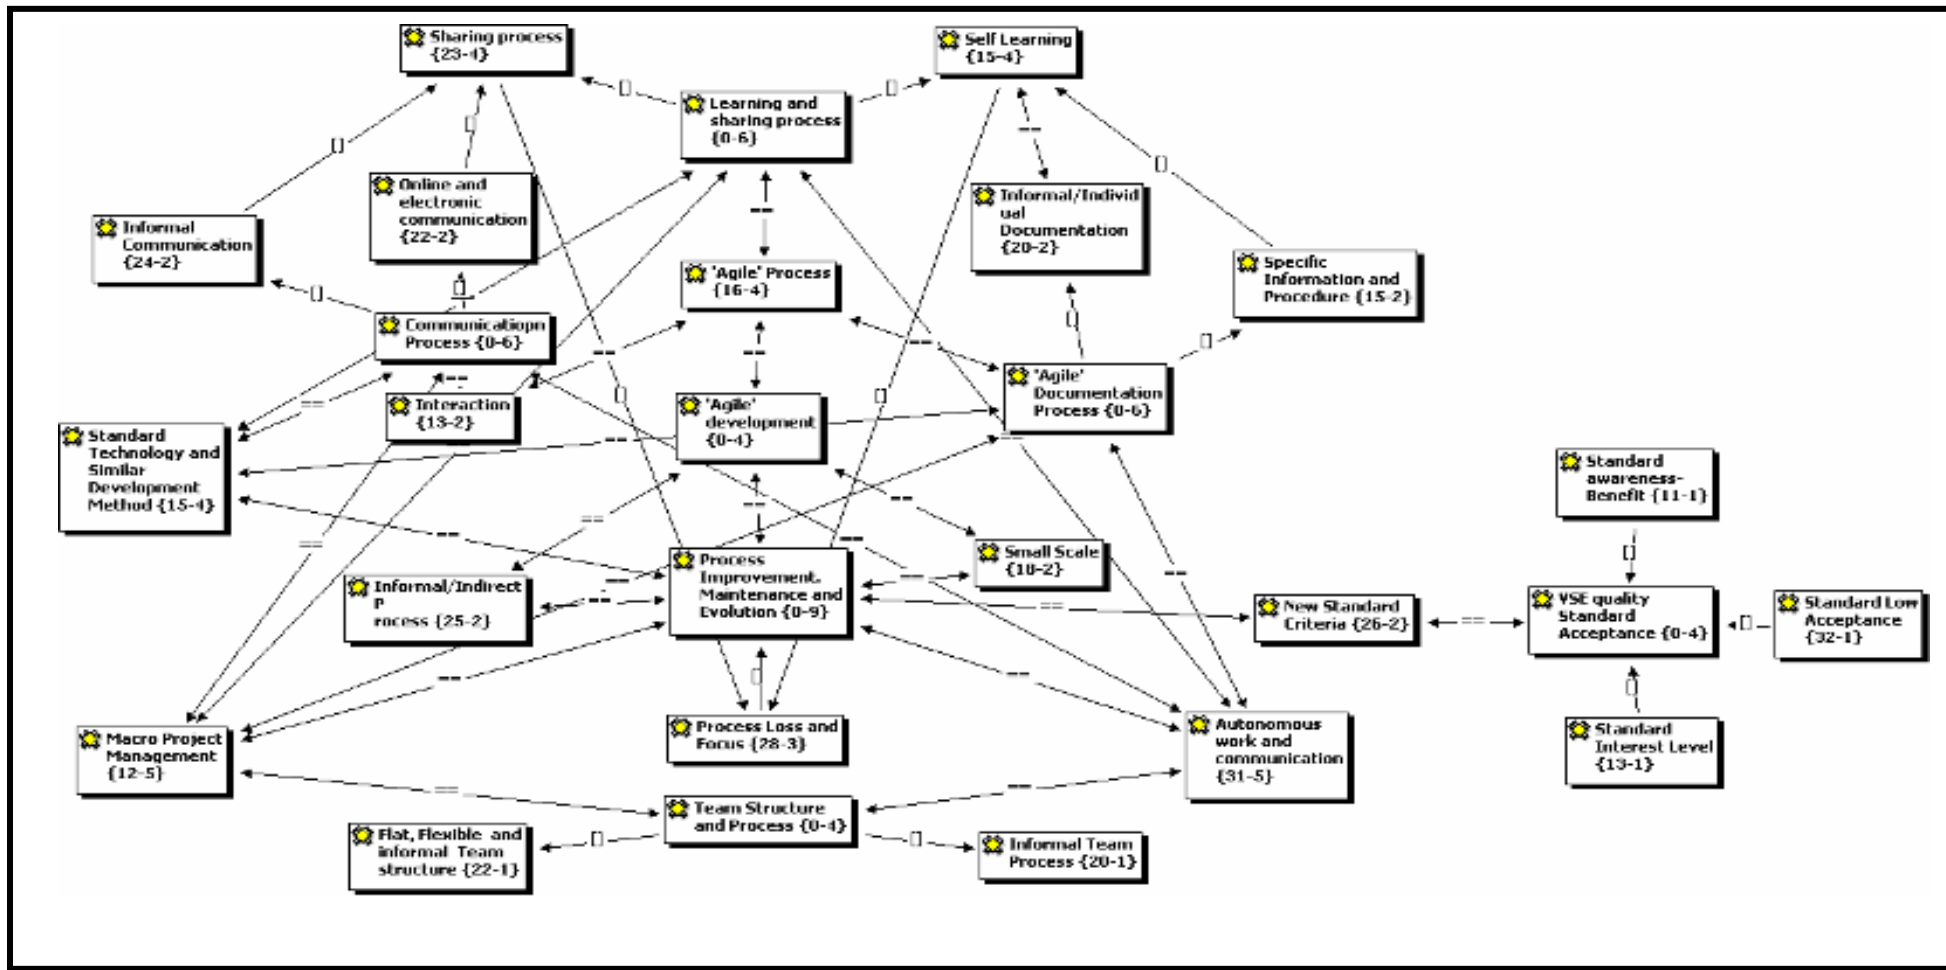 Sharing process
{23-4}
Self Learning
{15-4}
Learning and
sharing process
{0-6}
Online and
electronic
communication
{22-2}
Informal/Individ
ual
Documentation
{20-2}
Informal
Communication
{24-2}
'Agile' Process
{16-4}
Specific
Information and
Procedure {15-2}
Communicatiopn
Process {0-6}
'Agile'
Documentation
Process {0-6}
Interaction
{13-2}
'Agile'
development
{0-4}
Standard
Technology and
Similar
Development
Method {15-4}
Standard
awareness-
Benefit {11-1}
Small Scale
{18-2}
Process
Improvement,
Maintenance and
Evolution {0-9}
Informal/Indirect
P
rocess {25-2}
New Standard
Criteria {26-2}
VSE quality
Standard
Acceptance {0-4}
Standard Low
Acceptance
{32-1}
Macro Project
Management
{12-5}
Process Loss and
Focus {28-3}
Autonomous
work and
communication
{31-5}
Standard
Interest Level
{13-1}
Team Structure
and Process {0-4}
Flat, Flexible and
informal Team
structure {22-1}
Informal Team
Process {20-1}